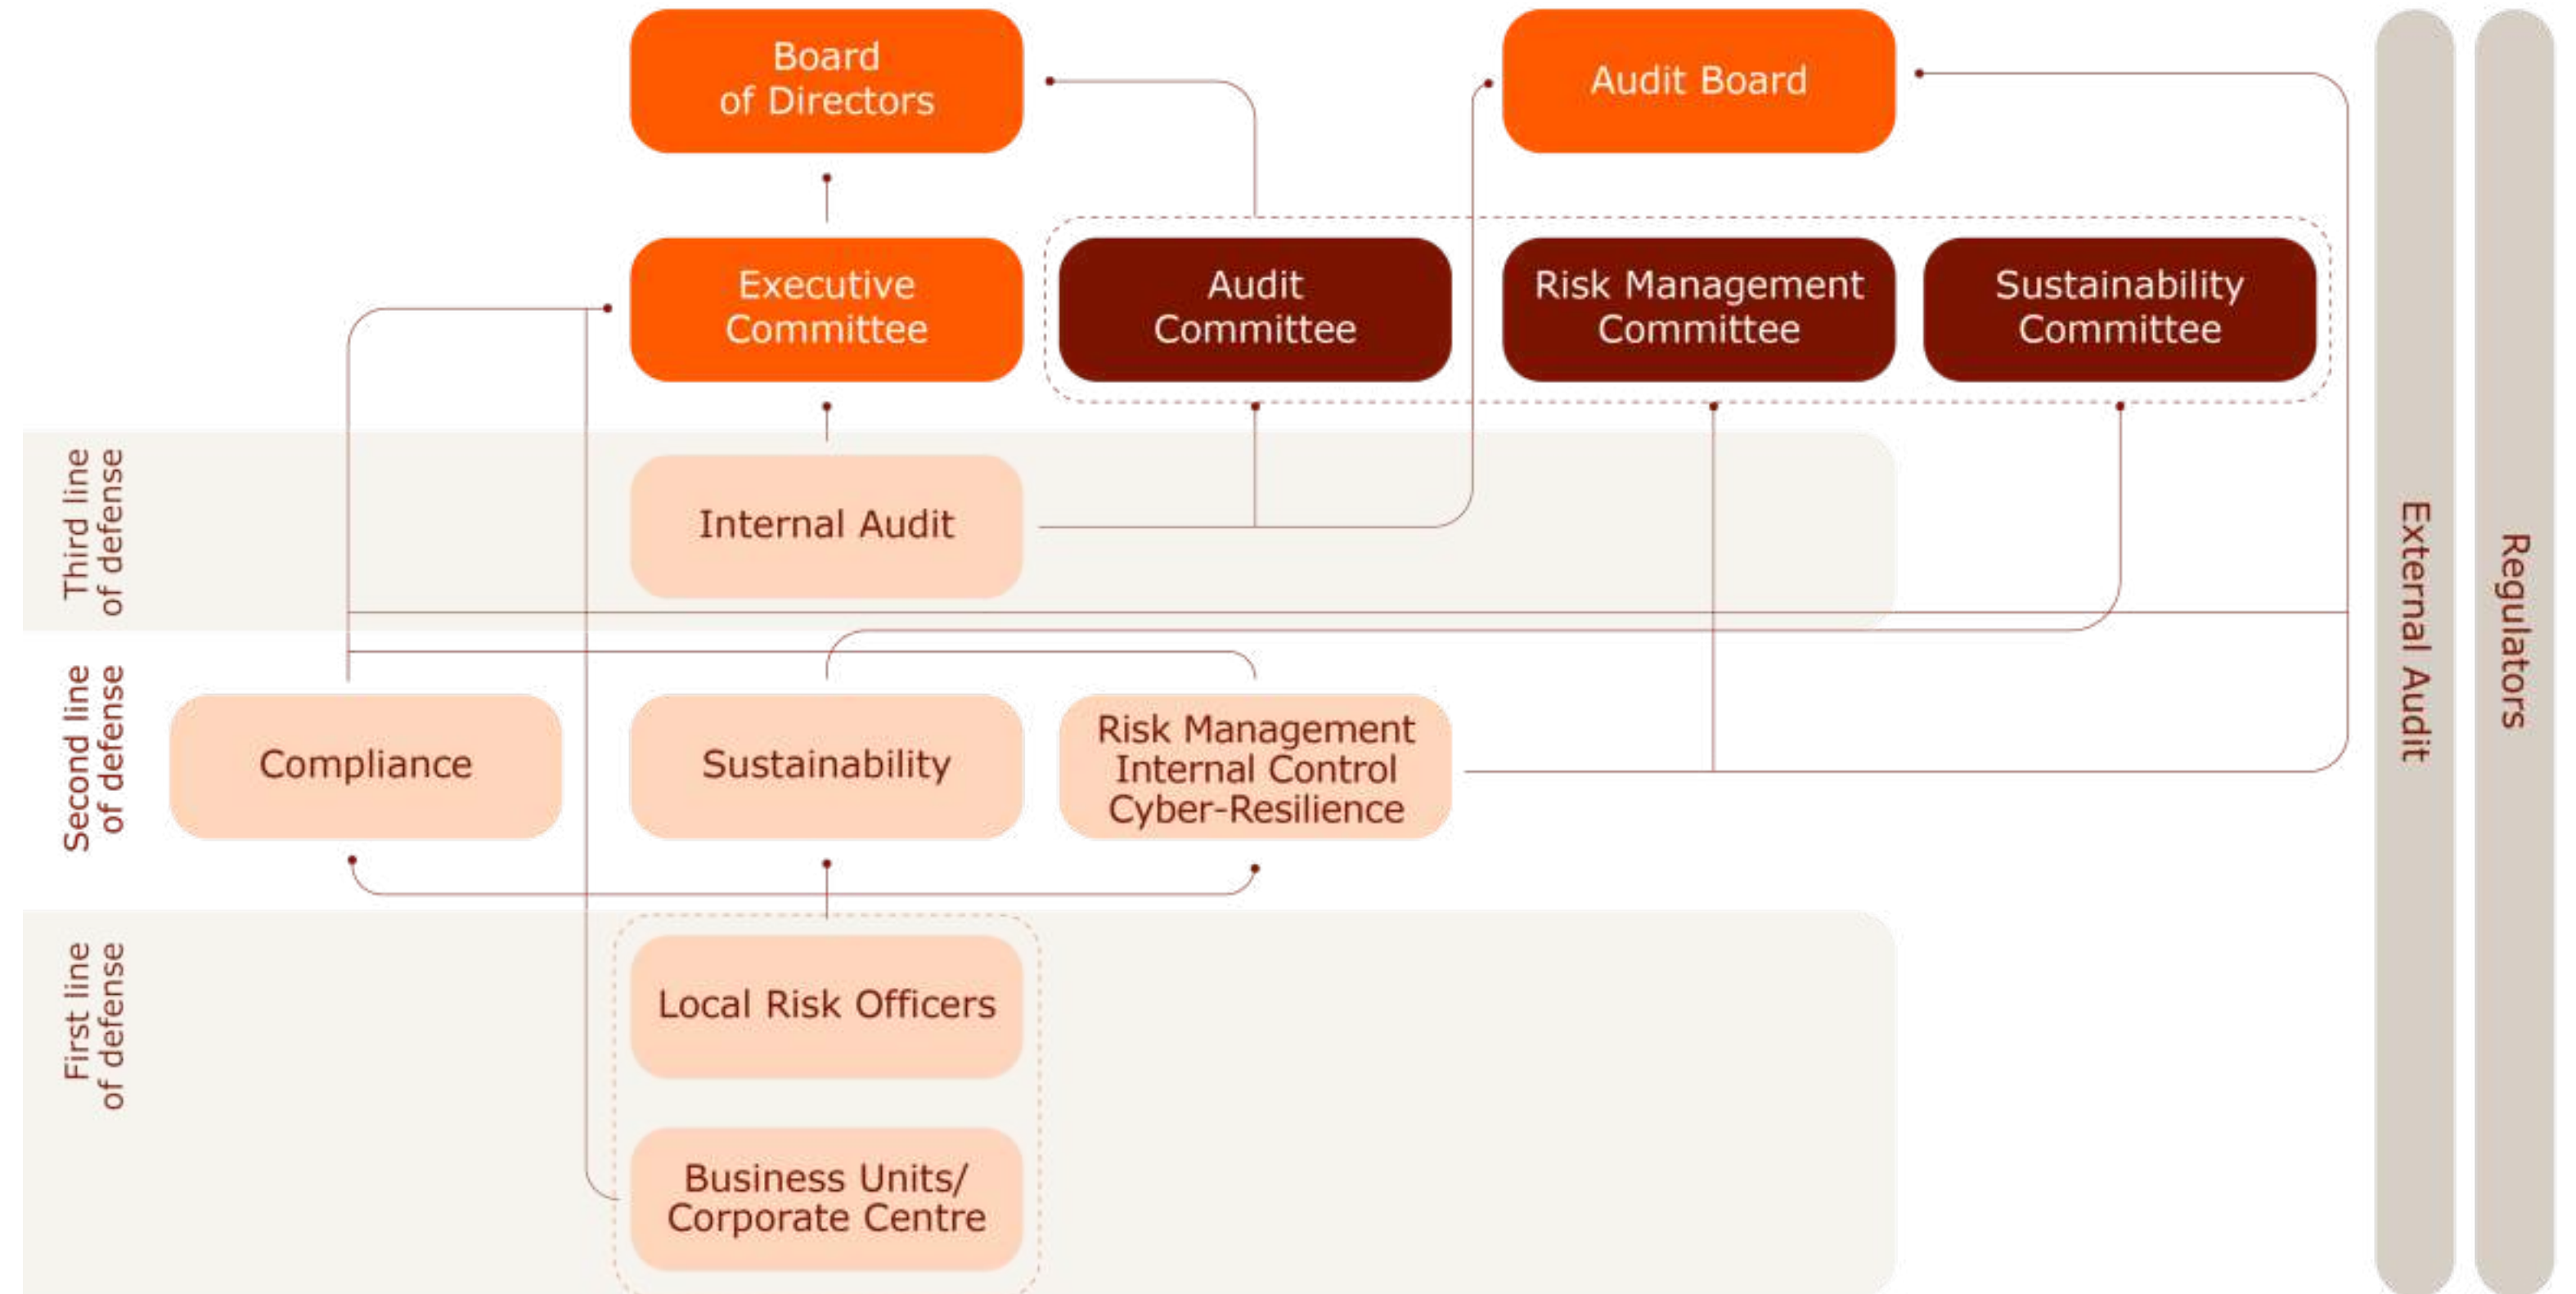 Board
of Directors
Audit Board
Executive
Committee
Audit
Committee
Risk Management
Committee
Sustainability
Committee
Third line
of defense
Internal Audit
Second line
of defense
Compliance
Sustainability
Risk Management
Internal Control
Cyber-Resilience
First line
of defense
Local Risk Officers
Business Units/
Corporate Centre
External Audit
Regulators